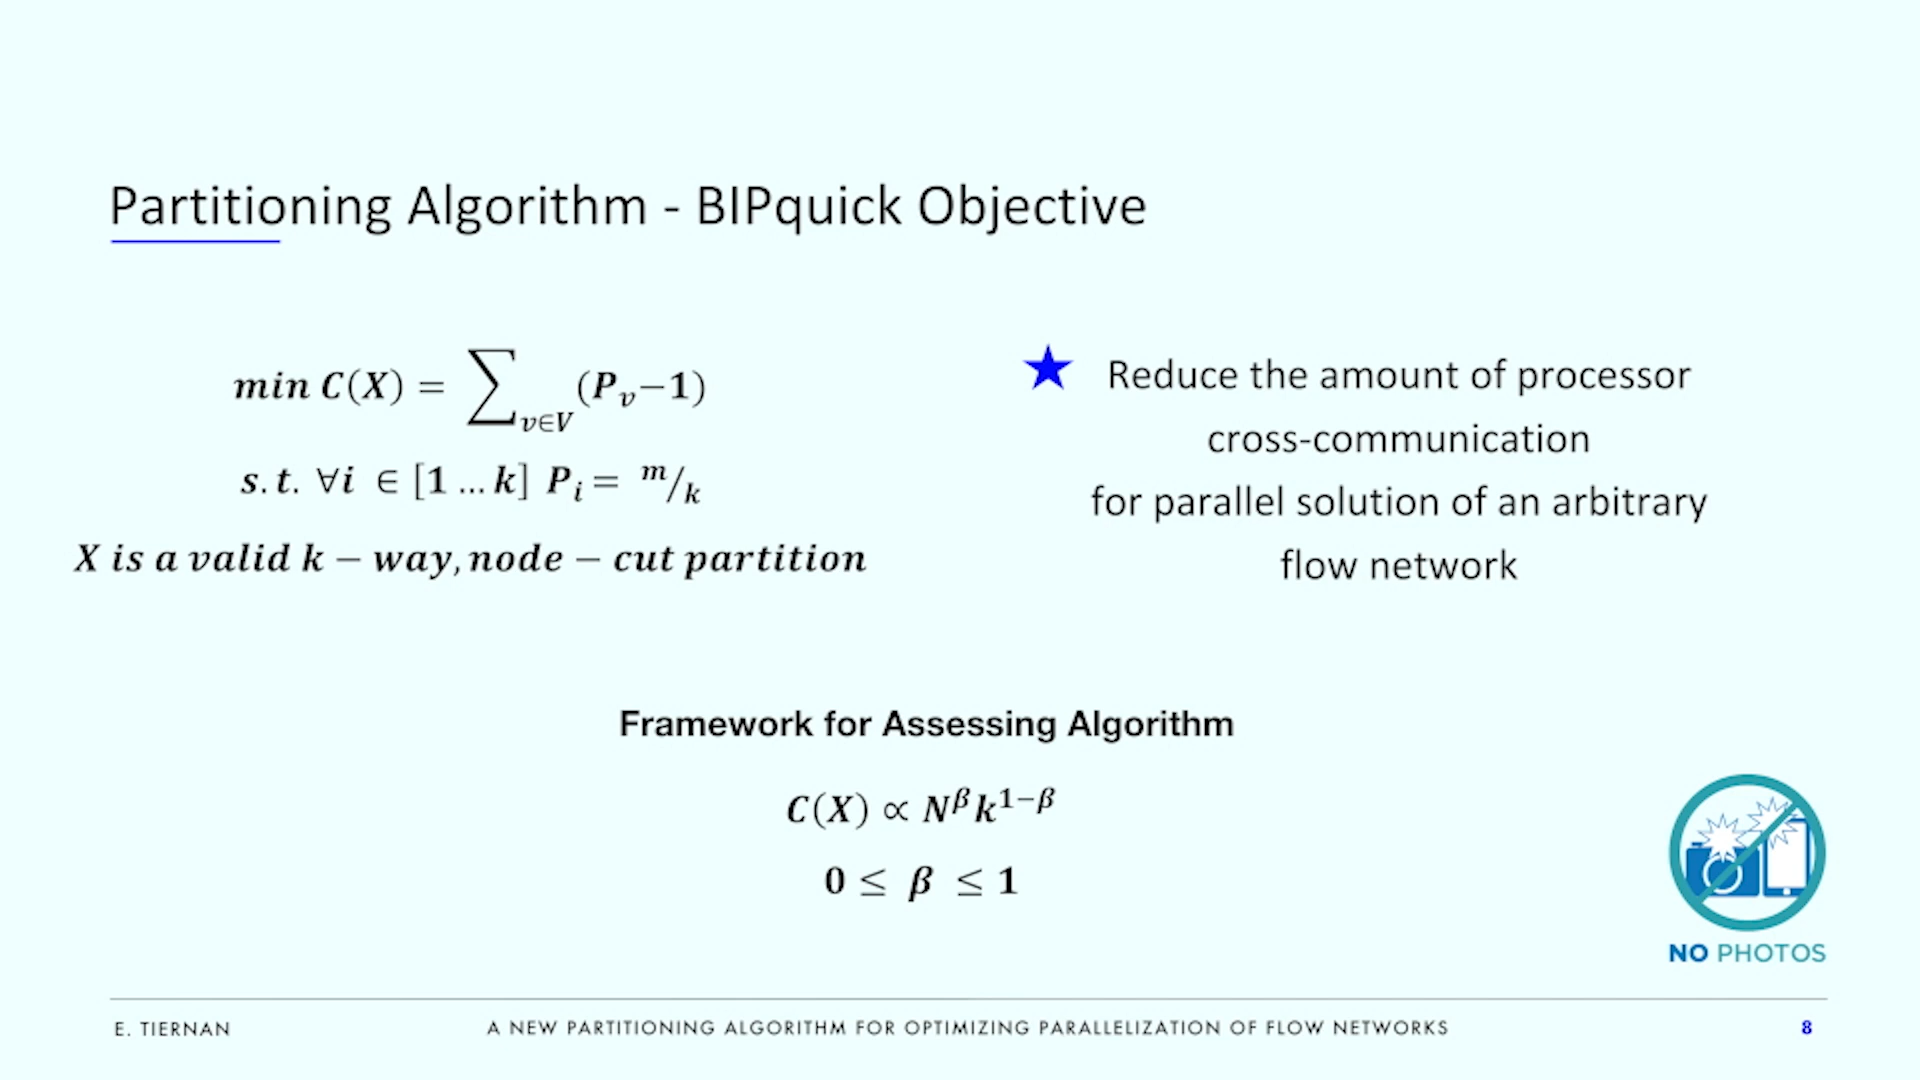 Partitioning Algorithm - BIPquick Objective
min C(X) = ∑_{v∈V} (P_v−1)
s.t. ∀i ∈ [1 … k] P_i = m/k
X is a valid k − way, node − cut partition
★ Reduce the amount of processor
cross-communication
for parallel solution of an arbitrary
flow network
Framework for Assessing Algorithm
C(X) ∝ N^β k^{1−β}
0 ≤ β ≤ 1
NO PHOTOS
E. TIERNAN
A NEW PARTITIONING ALGORITHM FOR OPTIMIZING PARALLELIZATION OF FLOW NETWORKS
8